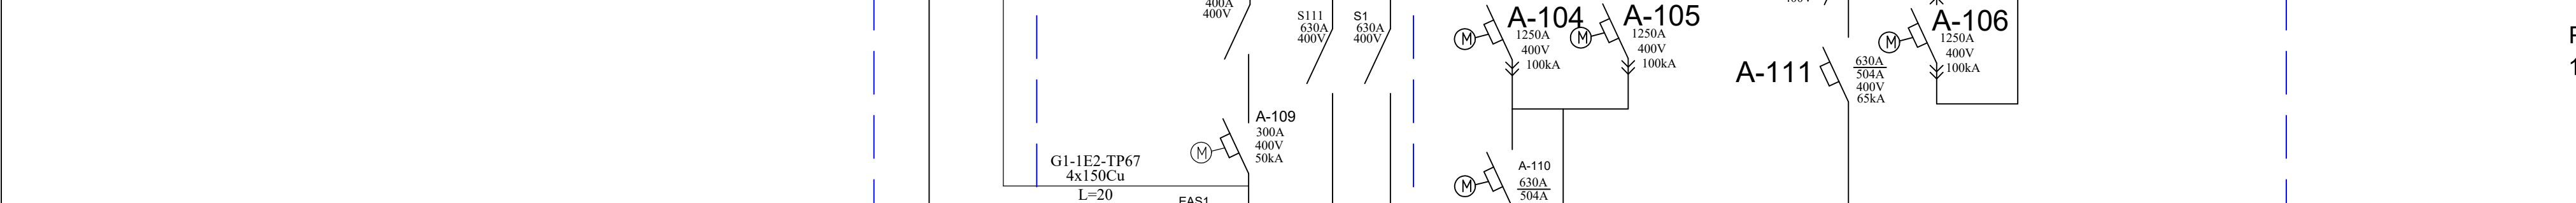 400A
400V
S111
630A
400V
S1
630A
400V
A-104
1250A
400V
100kA
M
A-105
1250A
400V
100kA
M
A-106
1250A
400V
100kA
M
A-111
630A
504A
400V
65kA
A-109
300A
400V
50kA
M
G1-1E2-TP67
4x150Cu
L=20
A-110
630A
504A
M